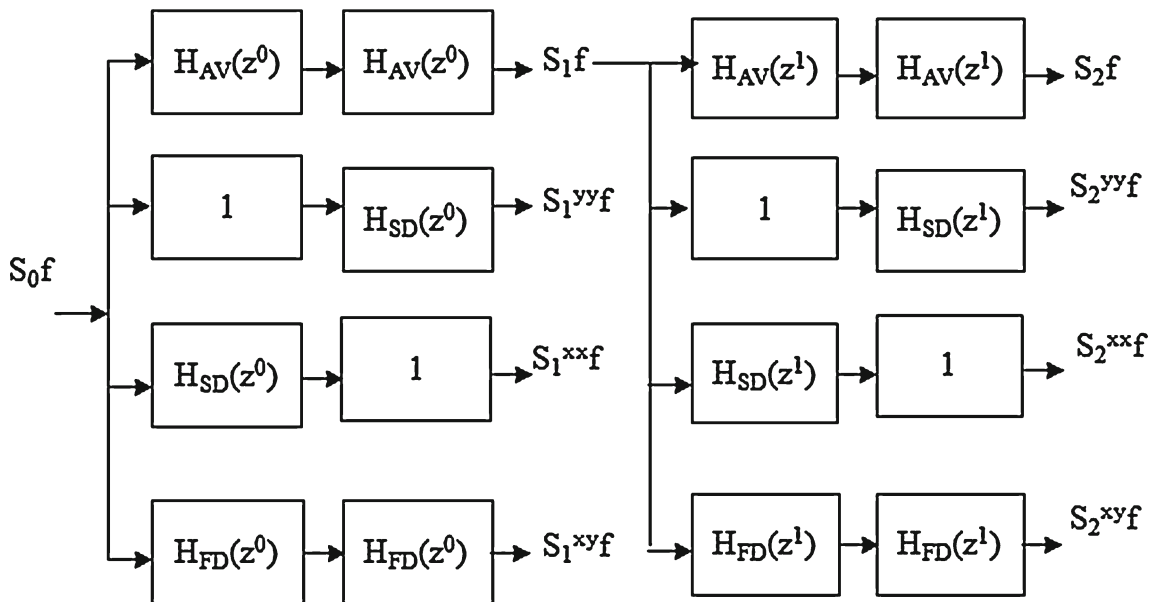 H_AV(z^0) H_AV(z^0) S_1f H_AV(z^1) H_AV(z^1) S_2f
1 H_SD(z^0) S_1^yyf 1 H_SD(z^1) S_2^yyf
S_0f
H_SD(z^0) 1 S_1^xxf H_SD(z^1) 1 S_2^xxf
H_FD(z^0) H_FD(z^0) S_1^xyf H_FD(z^1) H_FD(z^1) S_2^xyf